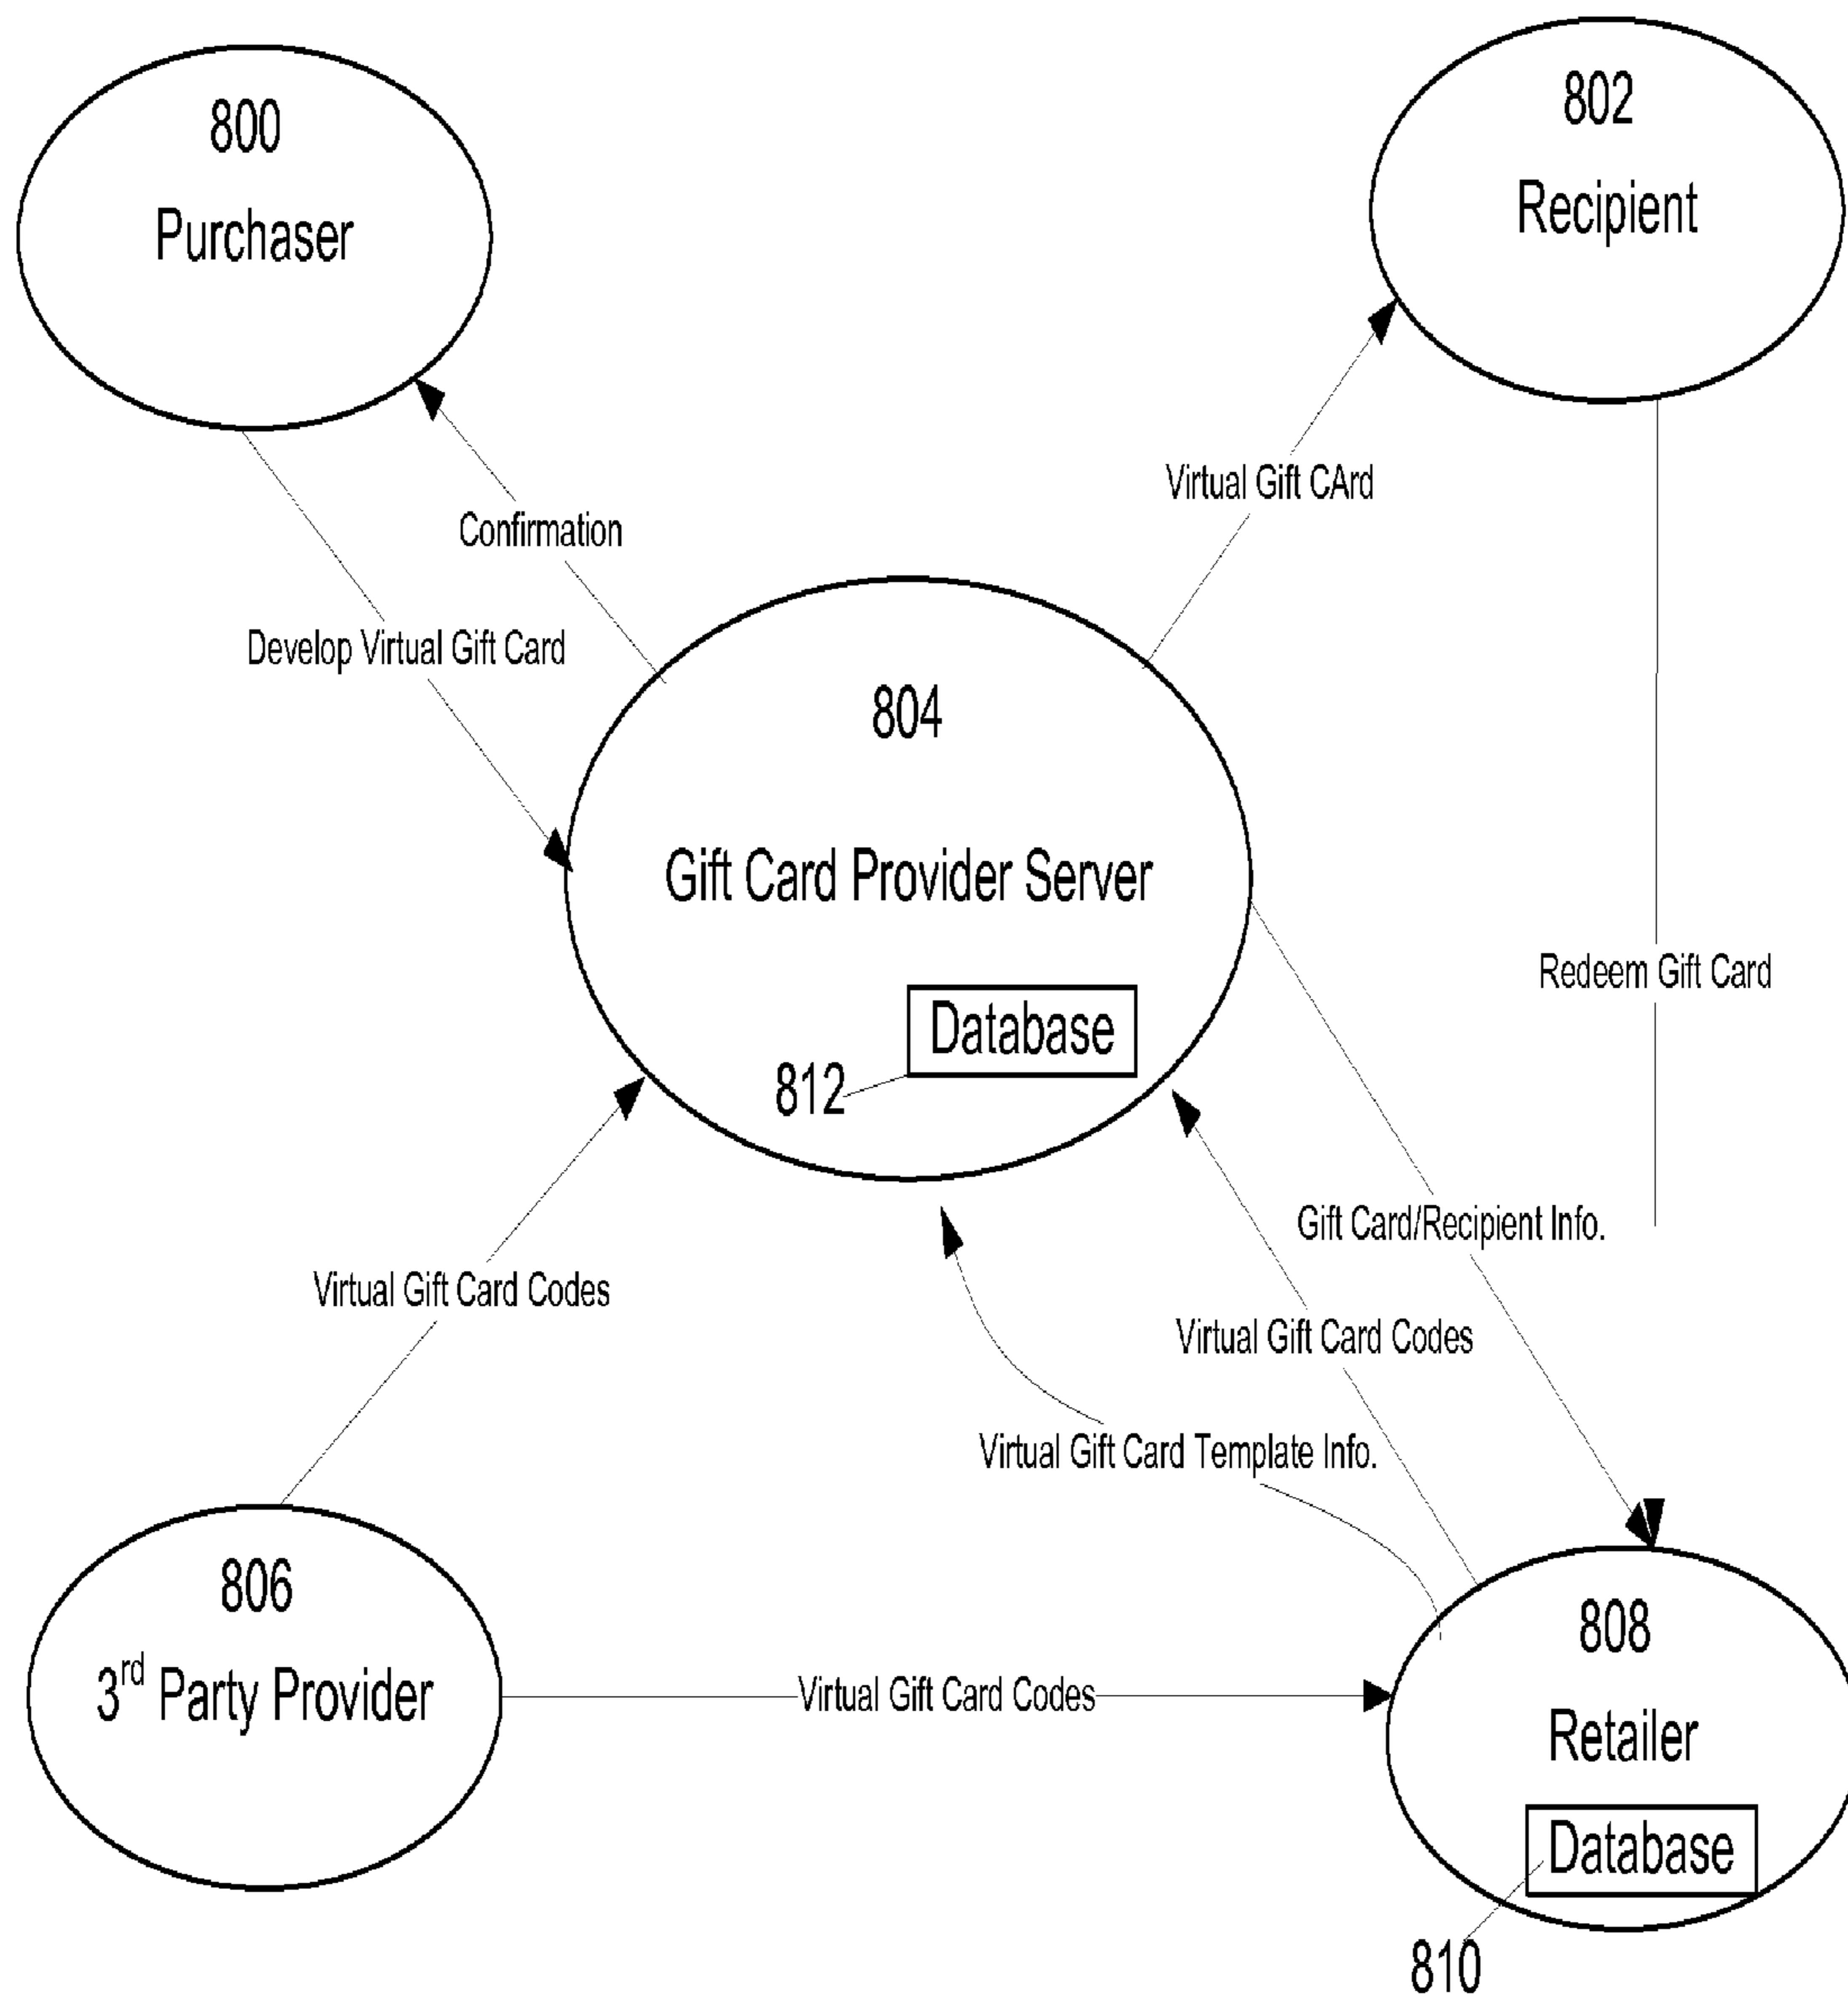 800
Purchaser
802
Recipient
Virtual Gift CArd
Confirmation
Develop Virtual Gift Card
804
Gift Card Provider Server
Redeem Gift Card
Database
812
Gift Card/Recipient Info.
Virtual Gift Card Codes
Virtual Gift Card Codes
Virtual Gift Card Template Info.
806
3rd Party Provider
Virtual Gift Card Codes
808
Retailer
Database
810